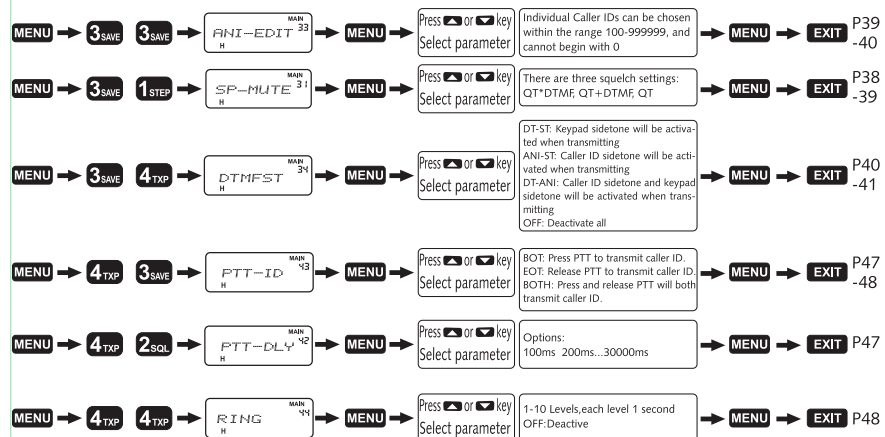 MENU 3SAVE 3SAVE MAIN ANI-EDIT 33 H MENU Press or key Select parameter
Individual Caller IDs can be chosen
within the range 100-999999, and
cannot begin with 0
MENU EXIT P39
-40
MENU 3SAVE 1STEP MAIN SP-MUTE 31 H MENU Press or key Select parameter
There are three squelch settings:
QT*DTMF, QT+DTMF, QT
MENU EXIT P38
-39
MENU 3SAVE 4TXP MAIN DTMFST 34 H MENU Press or key Select parameter
DT-ST: Keypad sidetone will be activa-
ted when transmitting
ANI-ST: Caller ID sidetone will be acti-
vated when transmitting
DT-ANI: Caller ID sidetone and keypad
sidetone will be activated when trans-
mitting
OFF: Deactivate all
MENU EXIT P40
-41
MENU 4TXP 3SAVE MAIN PTT-ID 43 H MENU Press or key Select parameter
BOT: Press PTT to transmit caller ID.
EOT: Release PTT to transmit caller ID.
BOTH: Press and release PTT will both
transmit caller ID.
MENU EXIT P47
-48
MENU 4TXP 2SQL MAIN PTT-DLY 42 H MENU Press or key Select parameter
Options:
100ms 200ms...30000ms
MENU EXIT P47
MENU 4TXP 4TXP MAIN RING 44 H MENU Press or key Select parameter
1-10 Levels,each level 1 second
OFF:Deactive
MENU EXIT P48